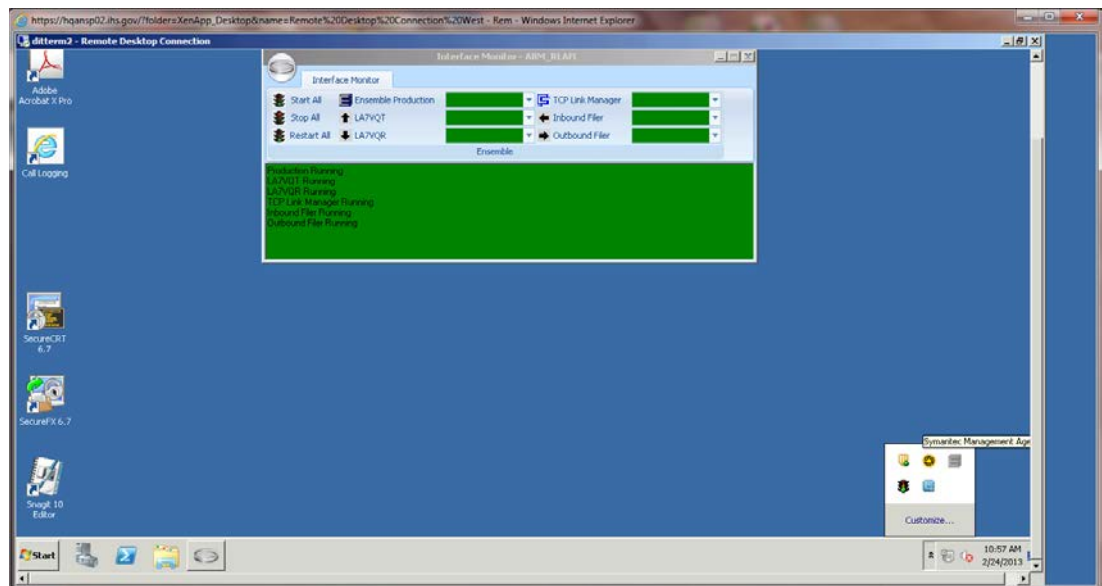 https://hqansp02.ihs.gov/?folder=XenApp_Desktop&name=Remote%20Desktop%20Connection%20West - Rem - Windows Internet Explorer
ditterm2 - Remote Desktop Connection
Adobe
Acrobat X Pro
Call Logging
SecureCRT
6.7
SecureFX 6.7
Snagit 10
Editor
Interface Monitor -
Interface Monitor
Start All Ensemble Production TCP Link Manager
Stop All LA7VQT Inbound Filer
Restart All LA7VQR Outbound Filer
Ensemble
Production Running
LA7VQT Running
LA7VQR Running
TCP Link Manager Running
Inbound Filer Running
Outbound Filer Running
Symantec Management Age
Customize...
Start
10:57 AM
2/24/2013